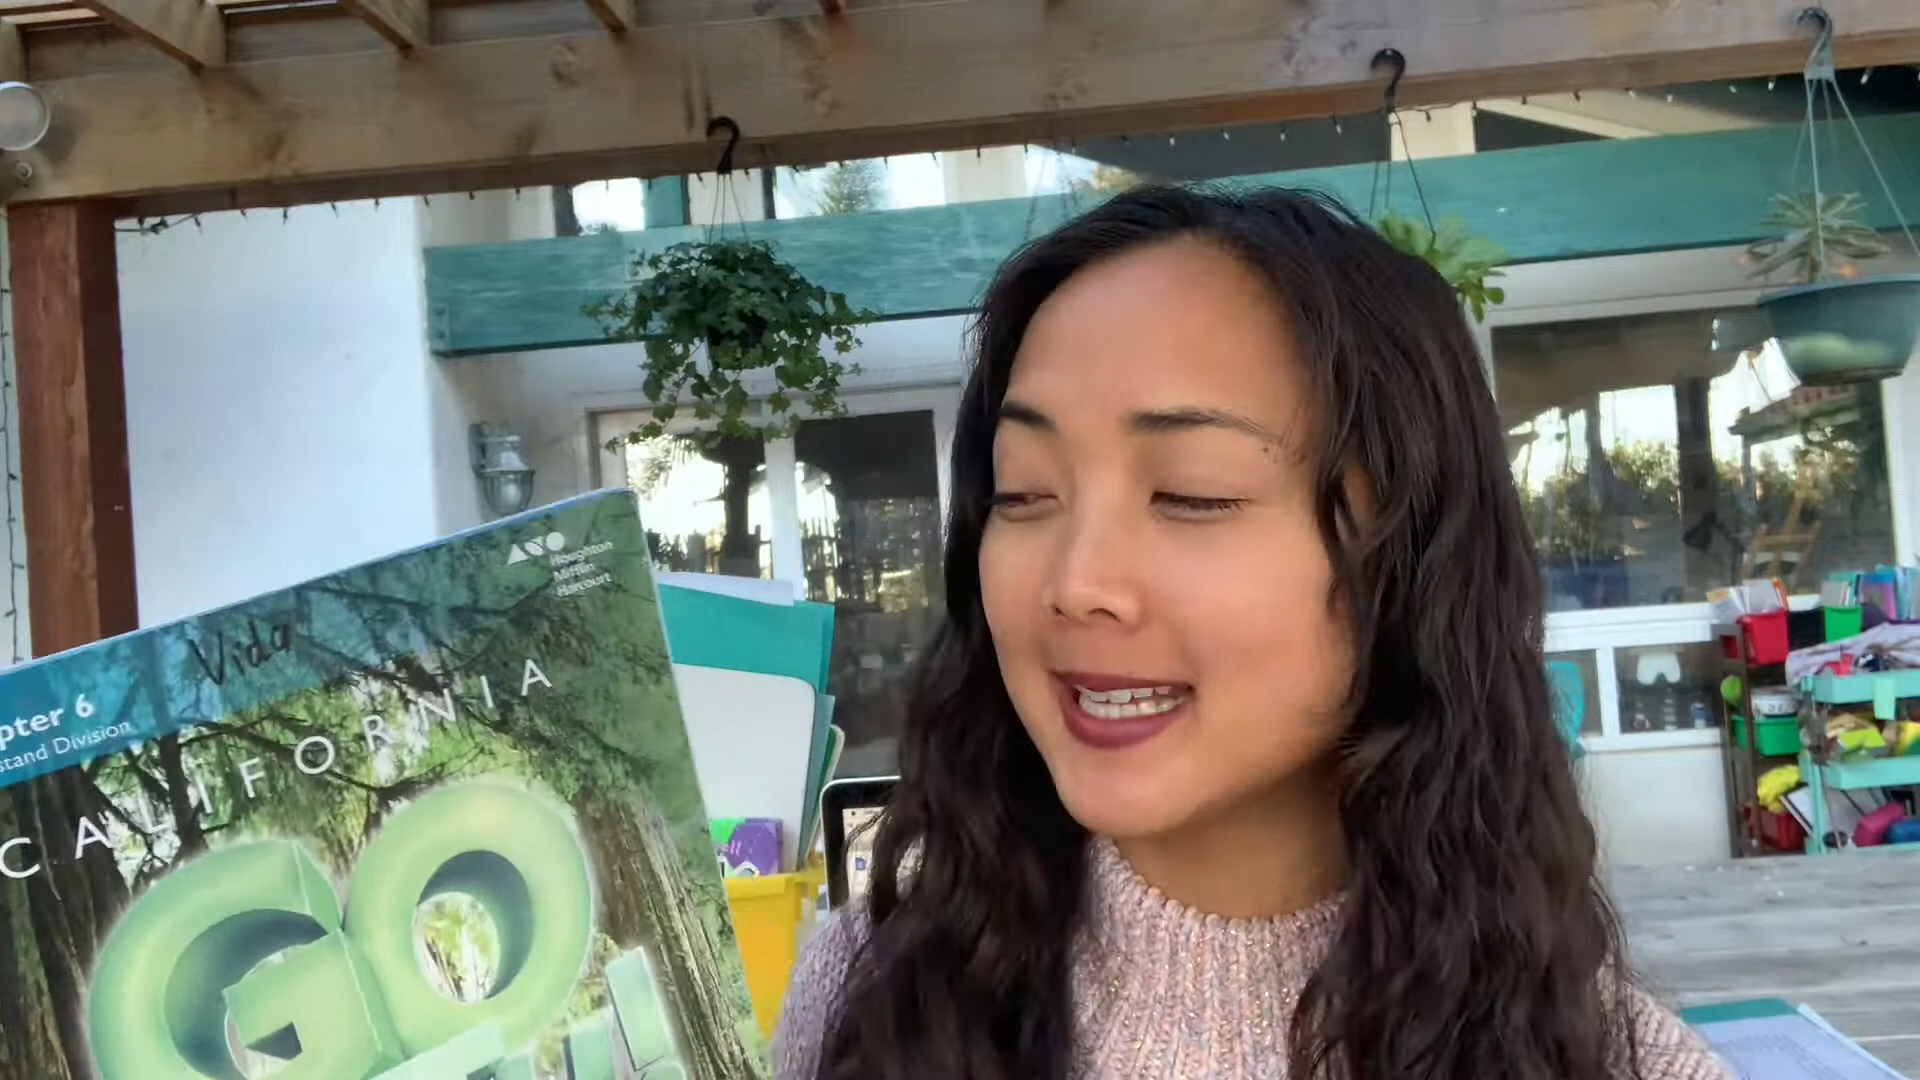 Houghton
Mifflin
Harcourt
Vida
pter 6
stand Division
CALIFORNIA
GO